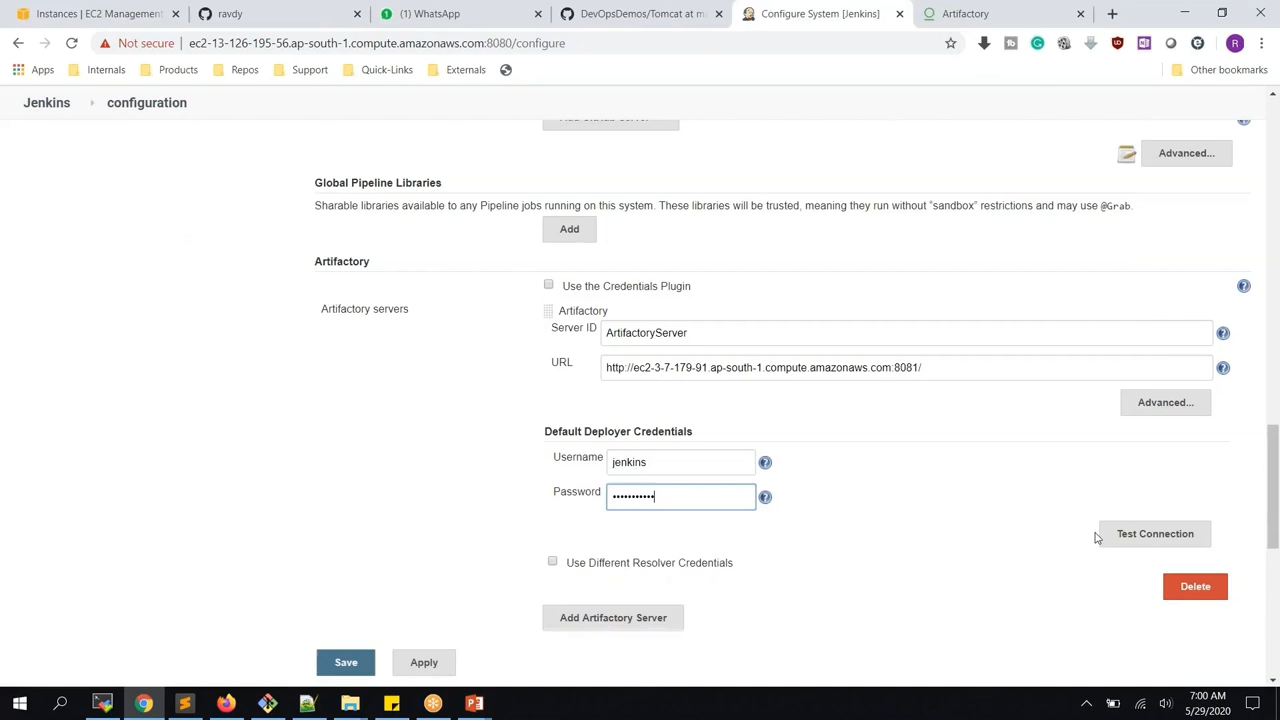 Instances | EC2 Management
ravdy
(1) WhatsApp
DevOpsDemos/Tomcat at m
Configure System [Jenkins]
Artifactory
Not secure | ec2-13-126-195-56.ap-south-1.compute.amazonaws.com:8080/configure
Apps
Internals
Products
Repos
Support
Quick-Links
Externals
Other bookmarks
Jenkins
configuration
Advanced...
Global Pipeline Libraries
Sharable libraries available to any Pipeline jobs running on this system. These libraries will be trusted, meaning they run without "sandbox" restrictions and may use @Grab.
Add
Artifactory
Use the Credentials Plugin
Artifactory servers
Artifactory
Server ID
ArtifactoryServer
URL
http://ec2-3-7-179-91.ap-south-1.compute.amazonaws.com:8081/
Advanced...
Default Deployer Credentials
Username
jenkins
Password
Test Connection
Use Different Resolver Credentials
Delete
Add Artifactory Server
Save
Apply
7:00 AM
5/29/2020